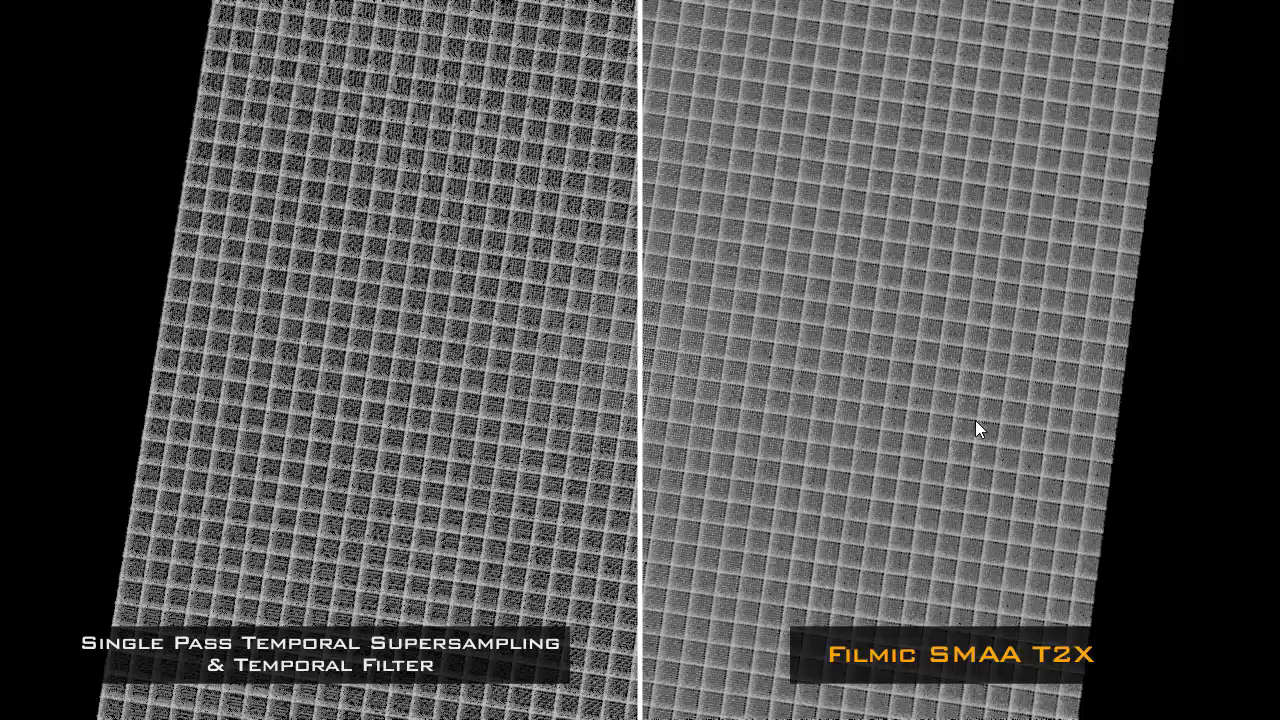 Single Pass Temporal Supersampling
& Temporal Filter
Filmic SMAA T2X